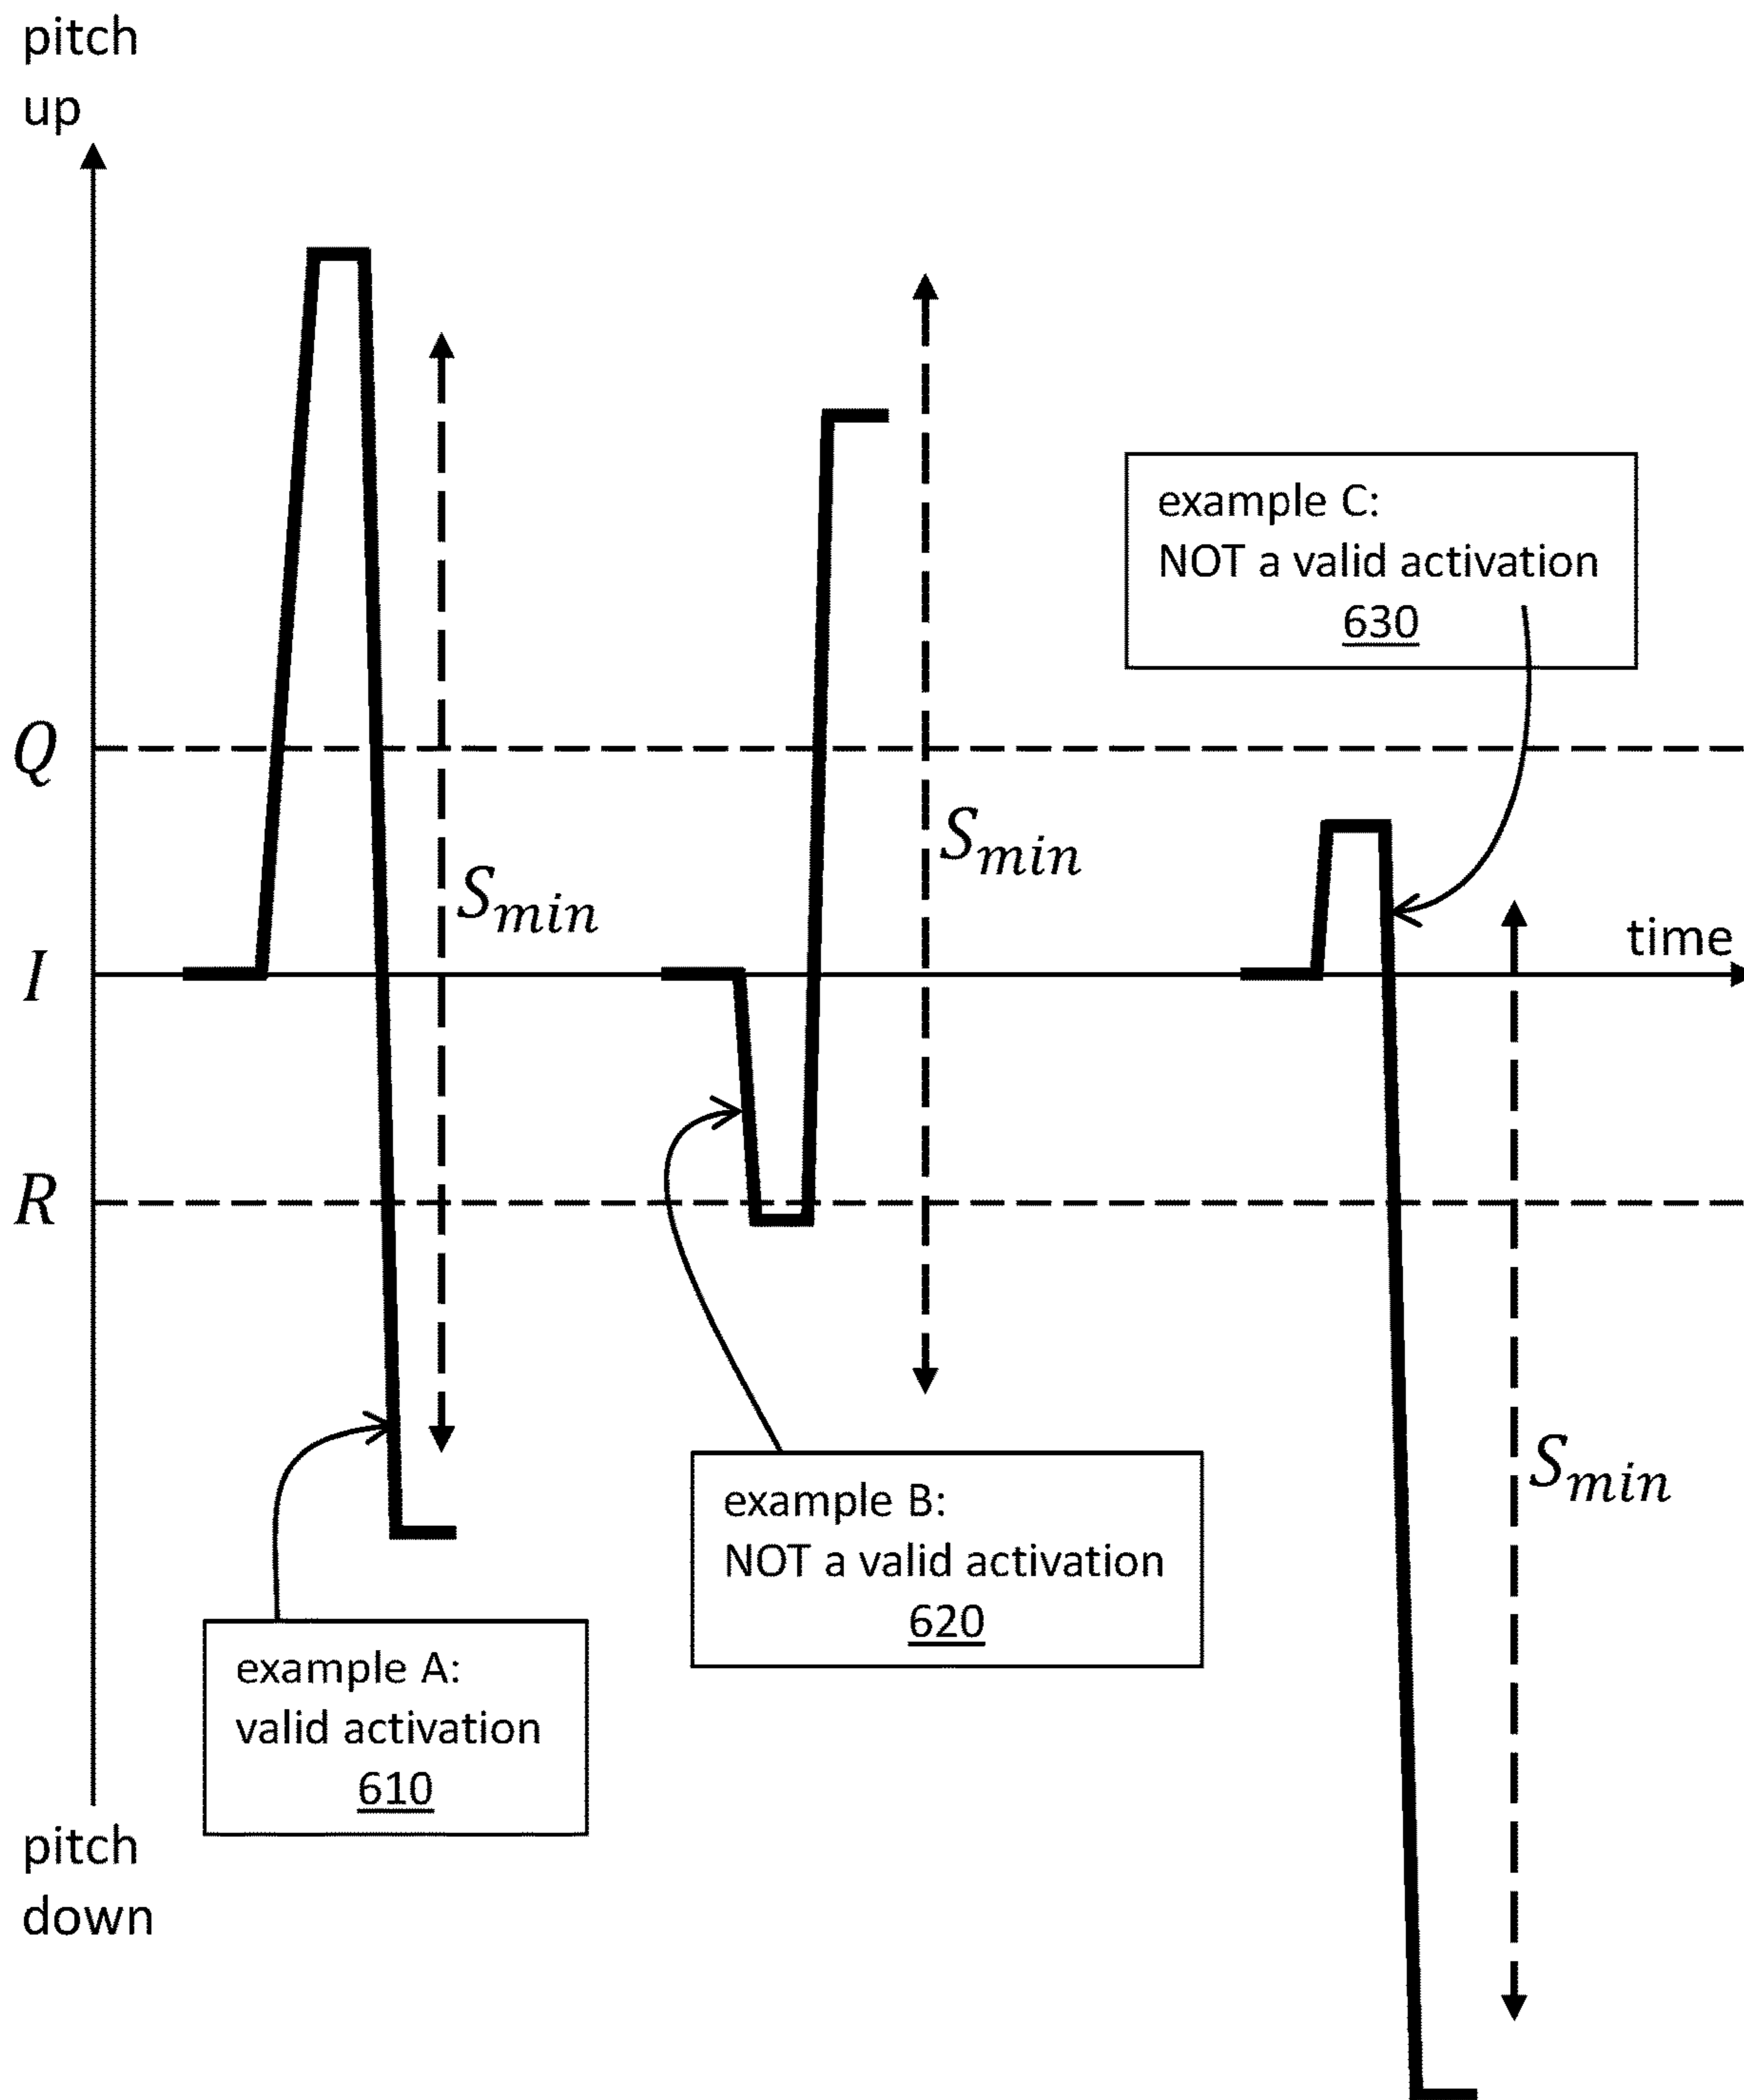 pitch
up
example C:
NOT a valid activation
630
Q
S_min
S_min
time
I
R
S_min
example B:
NOT a valid activation
620
example A:
valid activation
610
pitch
down